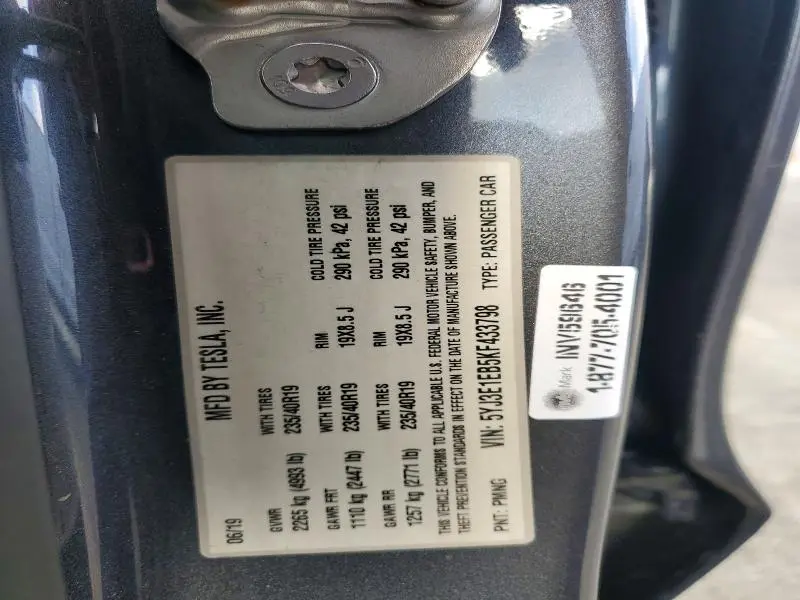 06/19 MFD BY TESLA, INC.
GVWR WITH TIRES
2265 kg (4993 lb) 235/40R19
GAWR FRT WITH TIRES RIM COLD TIRE PRESSURE
1110 kg (2447 lb) 235/40R19 19X8.5 J 290 kPa, 42 psi
GAWR RR WITH TIRES RIM COLD TIRE PRESSURE
1257 kg (2771 lb) 235/40R19 19X8.5 J 290 kPa, 42 psi
THIS VEHICLE CONFORMS TO ALL APPLICABLE U.S. FEDERAL MOTOR VEHICLE SAFETY, BUMPER, AND
THEFT PREVENTION STANDARDS IN EFFECT ON THE DATE OF MANUFACTURE SHOWN ABOVE.
PNT: PMNG VIN: 5YJ3E1EB5KF433798 TYPE: PASSENGER CAR
Mark INV591646
1-877-705-4001